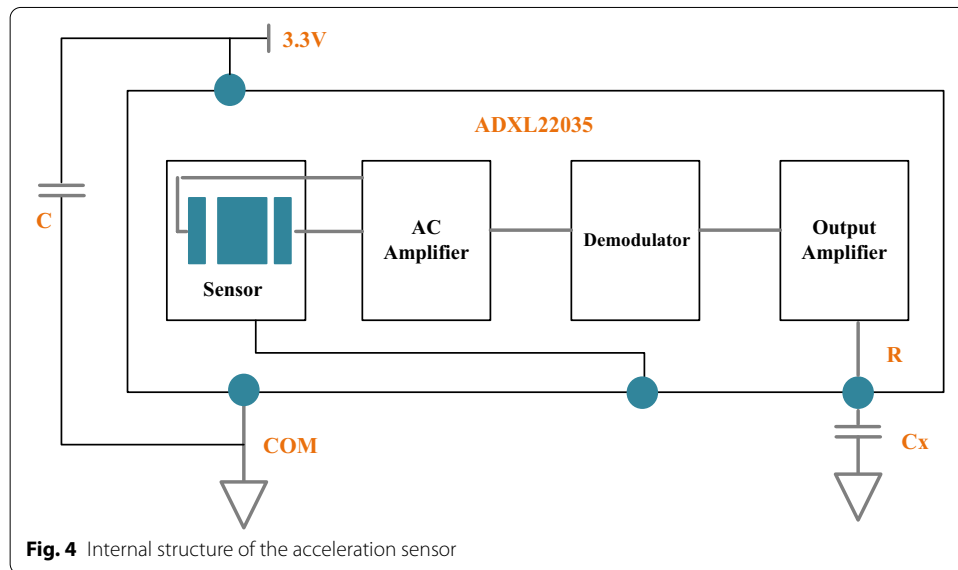 3.3V
ADXL22035
C
AC
Amplifier
Demodulator
Output
Amplifier
Sensor
R
COM
Cx
Fig. 4 Internal structure of the acceleration sensor